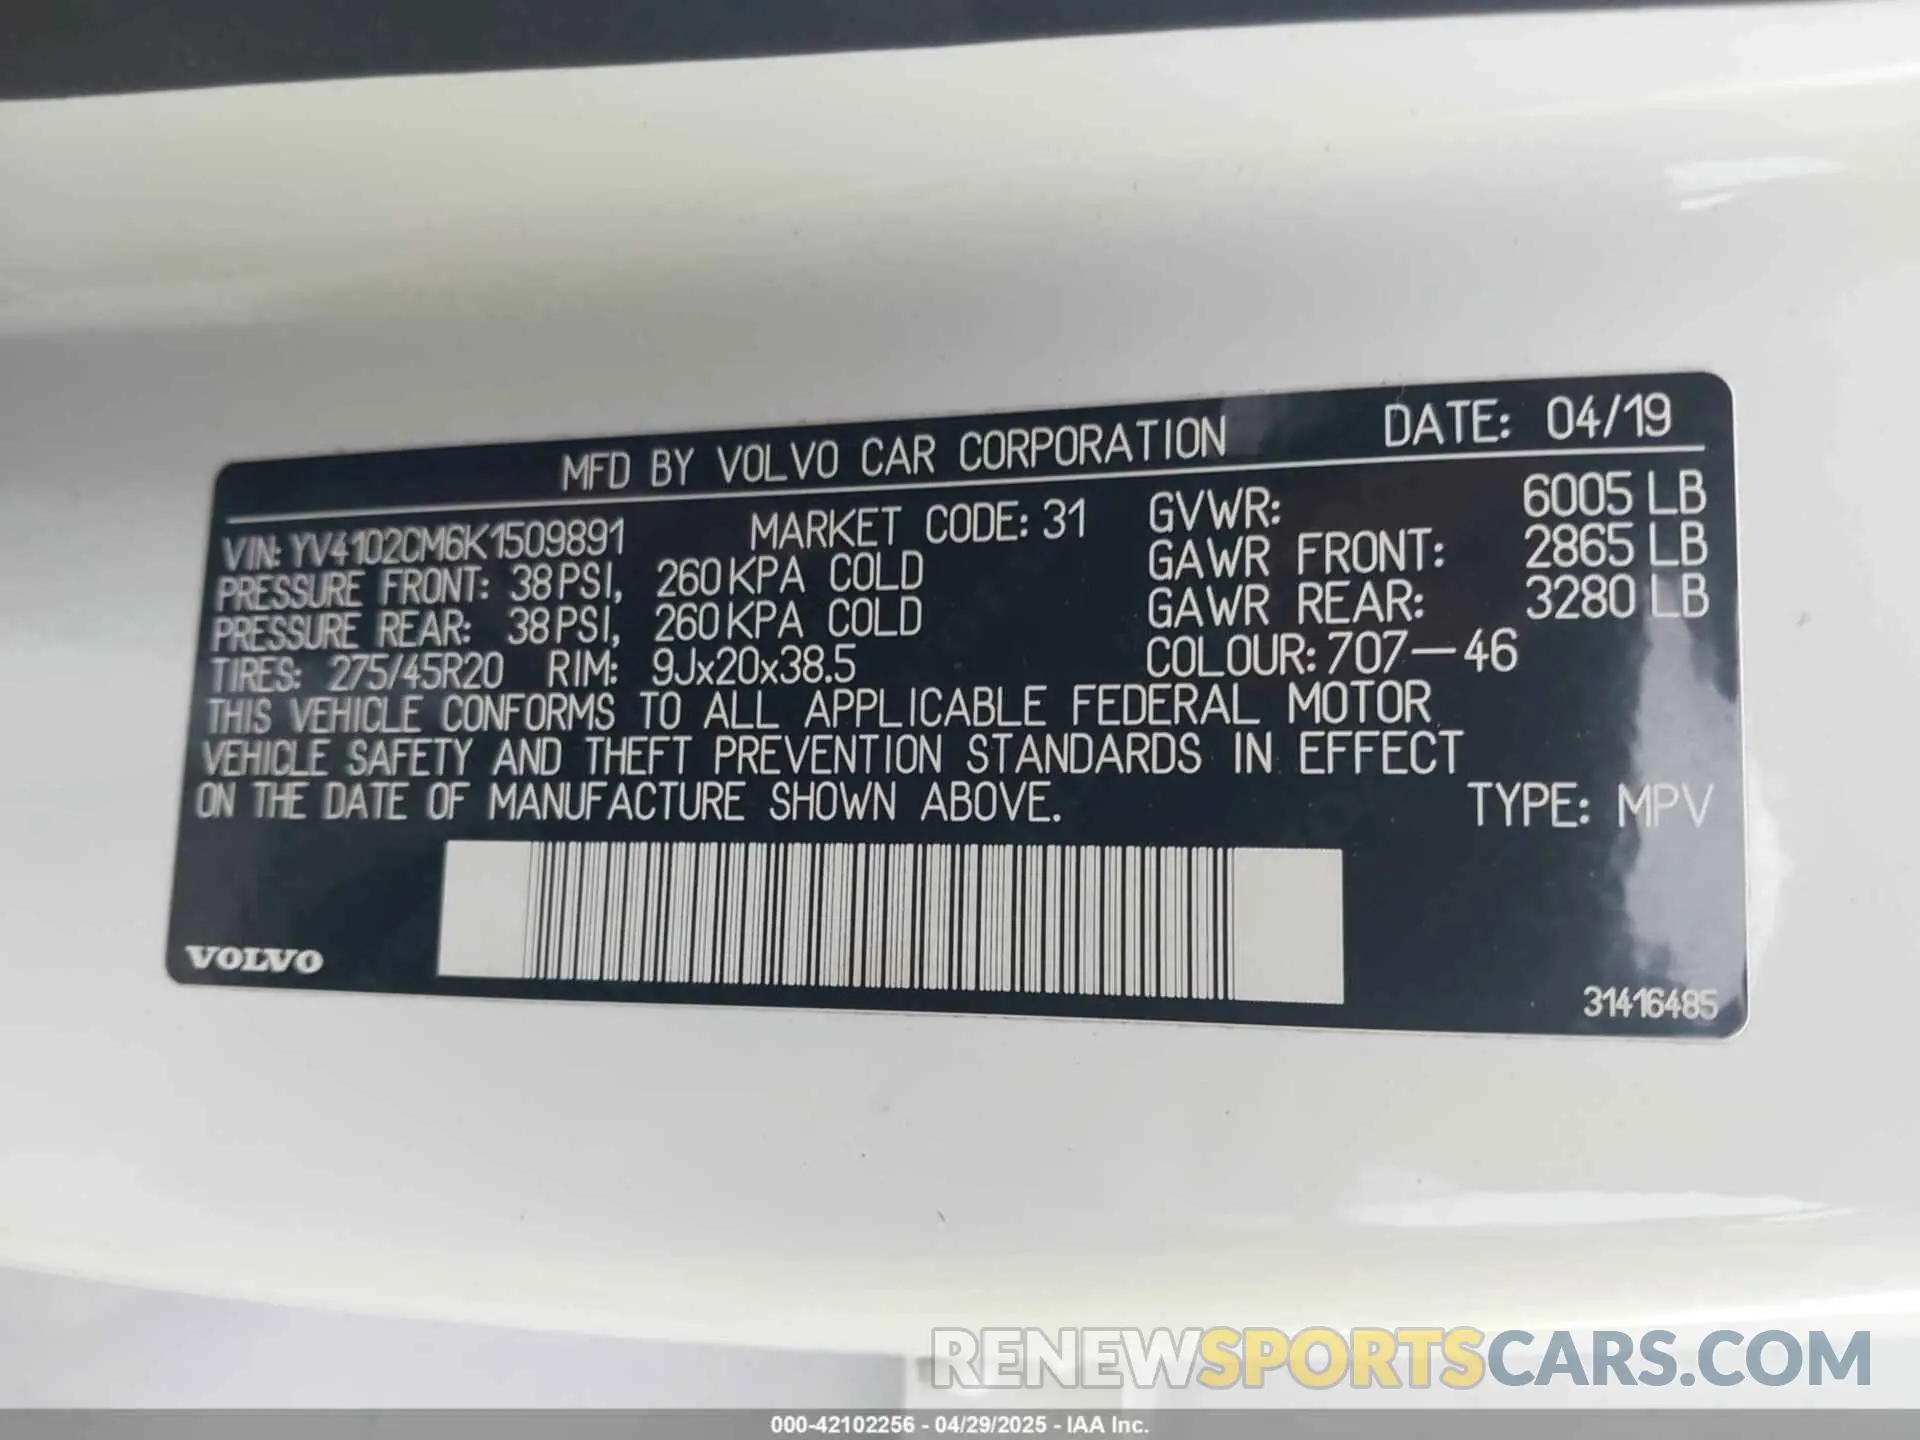 MFD BY VOLVO CAR CORPORATION DATE: 04/19
VIN: YV4102CM6K1509891 MARKET CODE: 31 GVWR: 6005 LB
PRESSURE FRONT: 38 PSI, 260 KPA COLD GAWR FRONT: 2865 LB
PRESSURE REAR: 38 PSI, 260 KPA COLD GAWR REAR: 3280 LB
TIRES: 275/45R20 RIM: 9Jx20x38.5 COLOUR: 707-46
THIS VEHICLE CONFORMS TO ALL APPLICABLE FEDERAL MOTOR
VEHICLE SAFETY AND THEFT PREVENTION STANDARDS IN EFFECT
ON THE DATE OF MANUFACTURE SHOWN ABOVE. TYPE: MPV
VOLVO
31416485
RENEWSPORTSCARS.COM
000-42102256 - 04/29/2025 - IAA Inc.